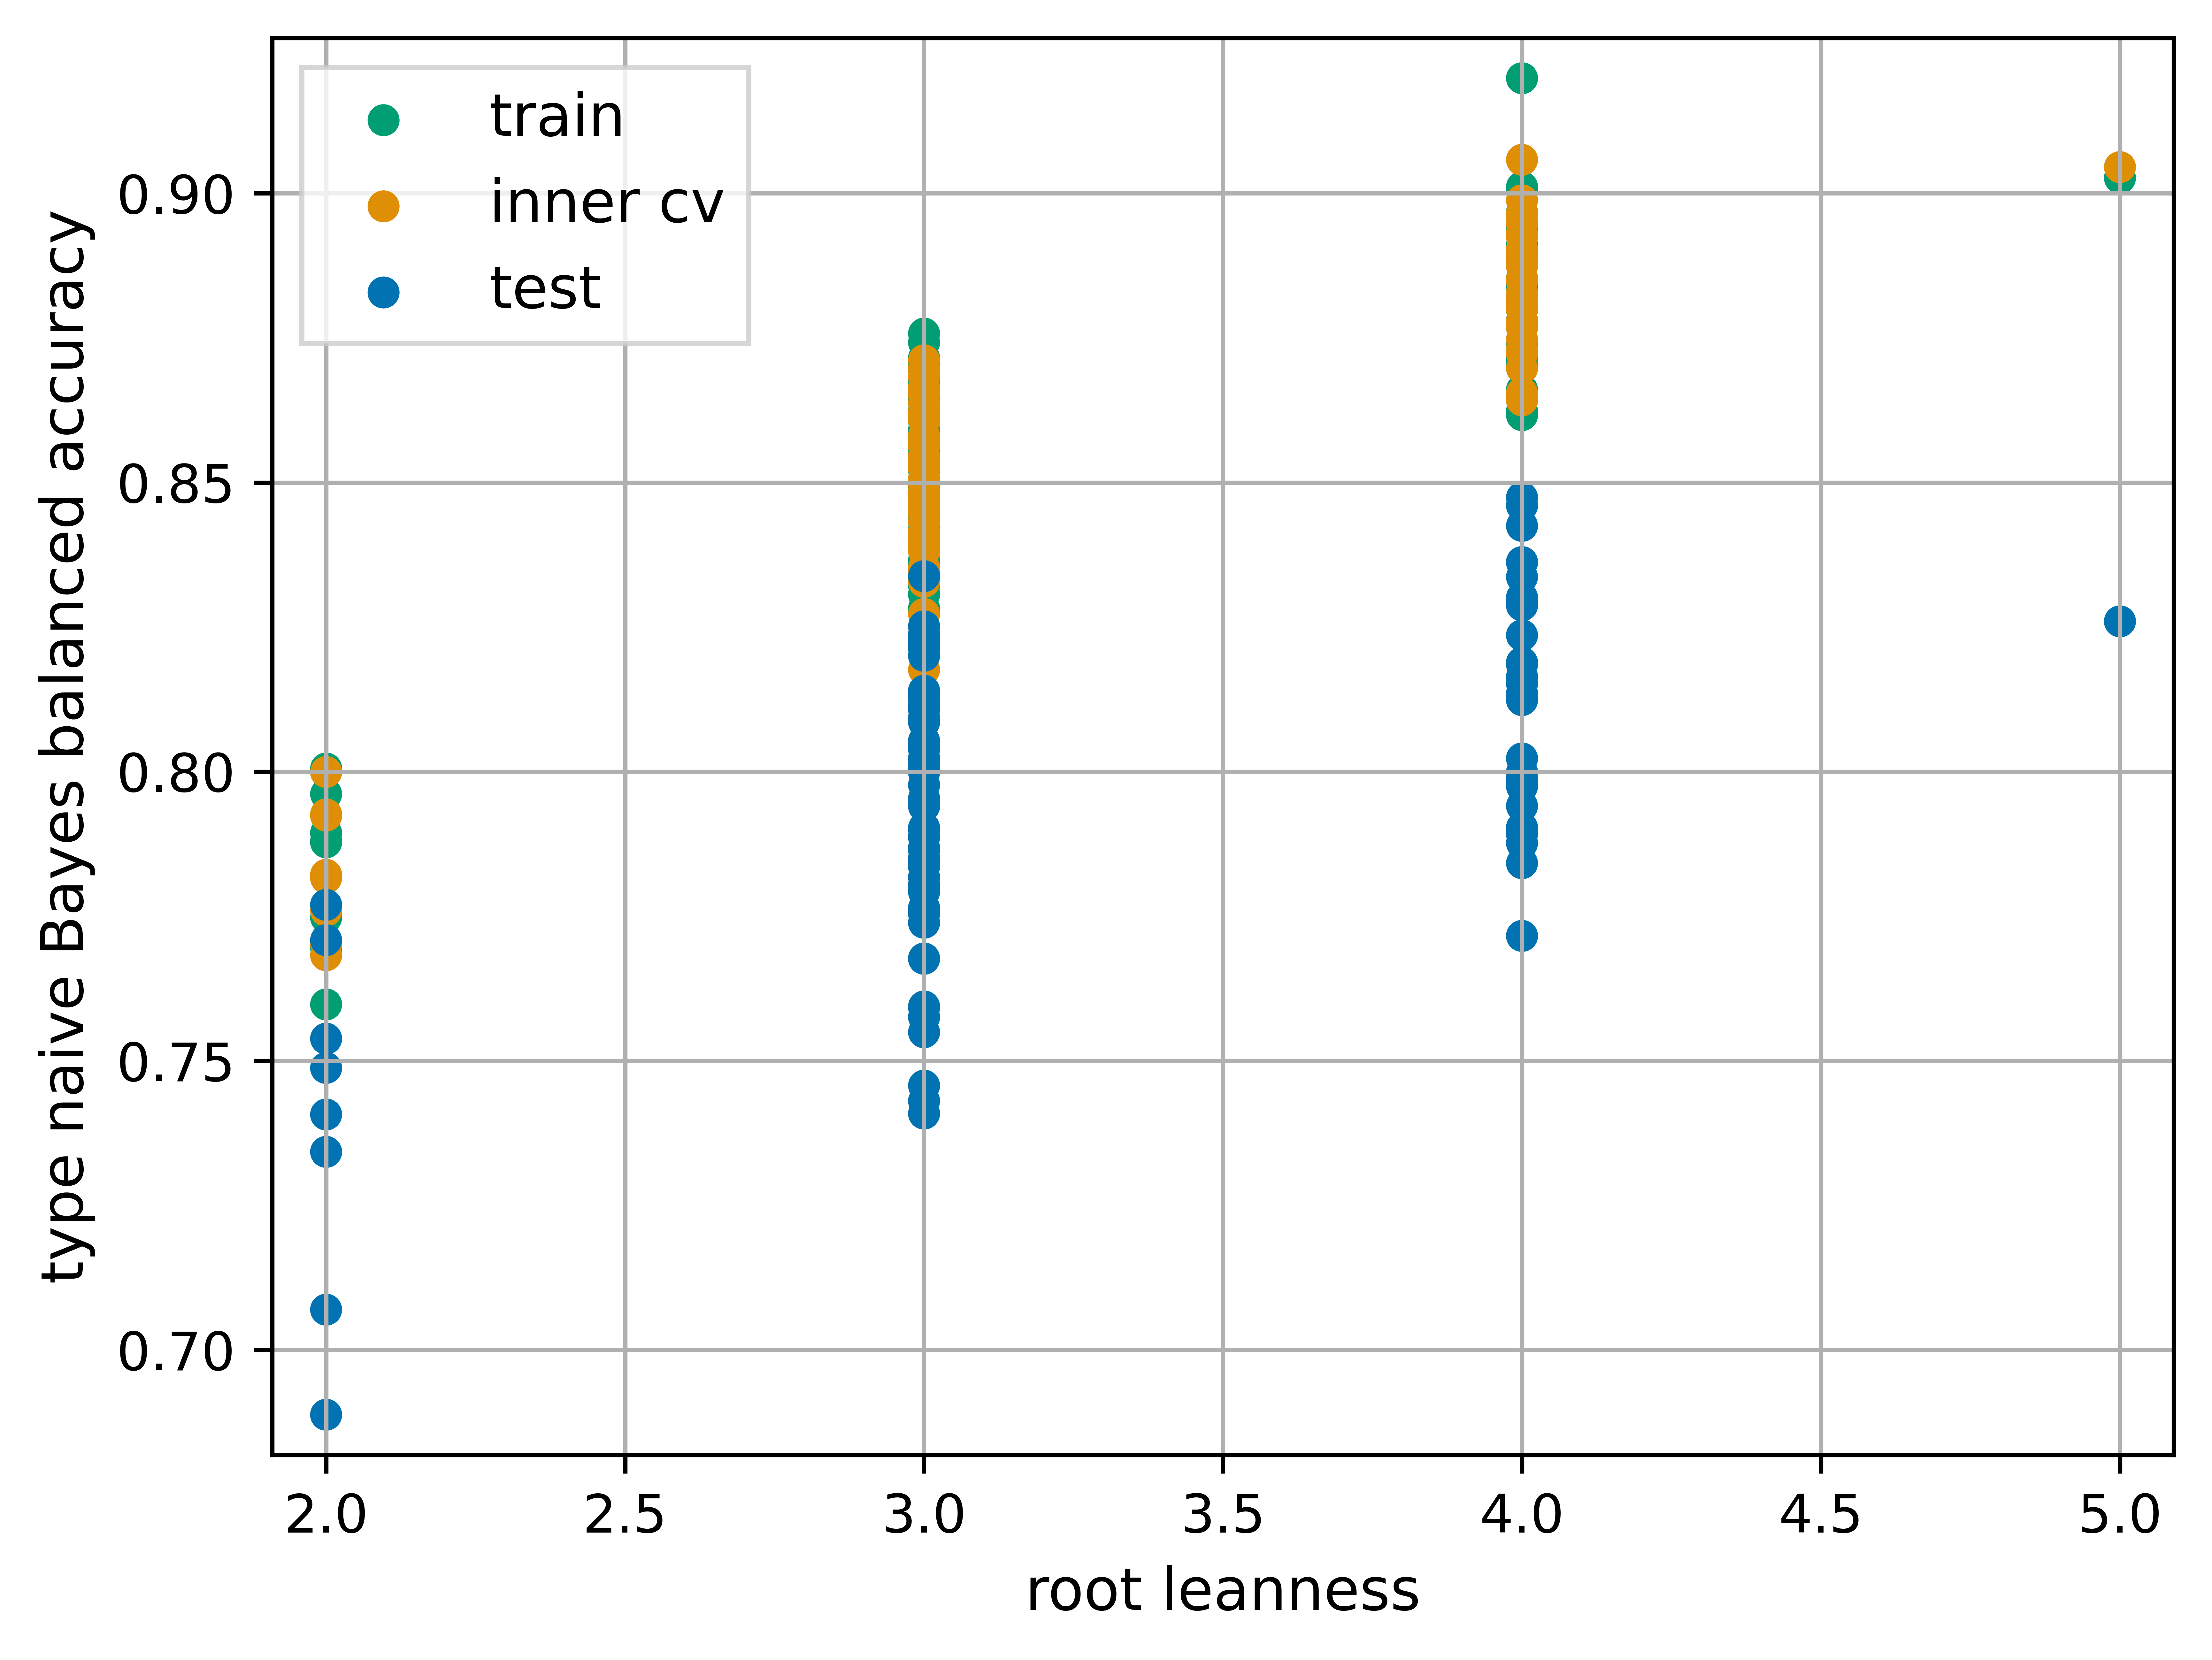 train
inner cv
test
type naive Bayes balanced accuracy
0.90
0.85
0.80
0.75
0.70
2.0 2.5 3.0 3.5 4.0 4.5 5.0
root leanness